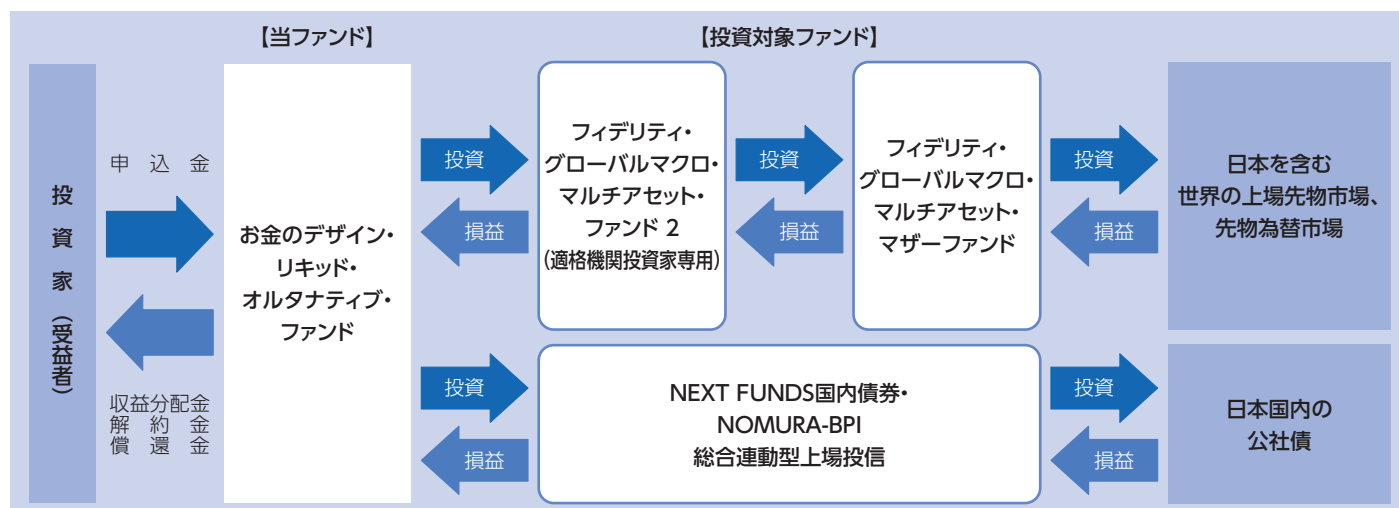 【当ファンド】
【投資対象ファンド】
投資家(受益者)
申込金
収益分配金
解約金
償還金
お金のデザイン・
リキッド・
オルタナティブ・
ファンド
投資
損益
フィデリティ・
グローバルマクロ・
マルチアセット・
ファンド 2
(適格機関投資家専用)
投資
損益
フィデリティ・
グローバルマクロ・
マルチアセット・
マザーファンド
投資
損益
日本を含む
世界の上場先物市場、
先物為替市場
投資
損益
NEXT FUNDS国内債券・
NOMURA-BPI
総合連動型上場投信
投資
損益
日本国内の
公社債